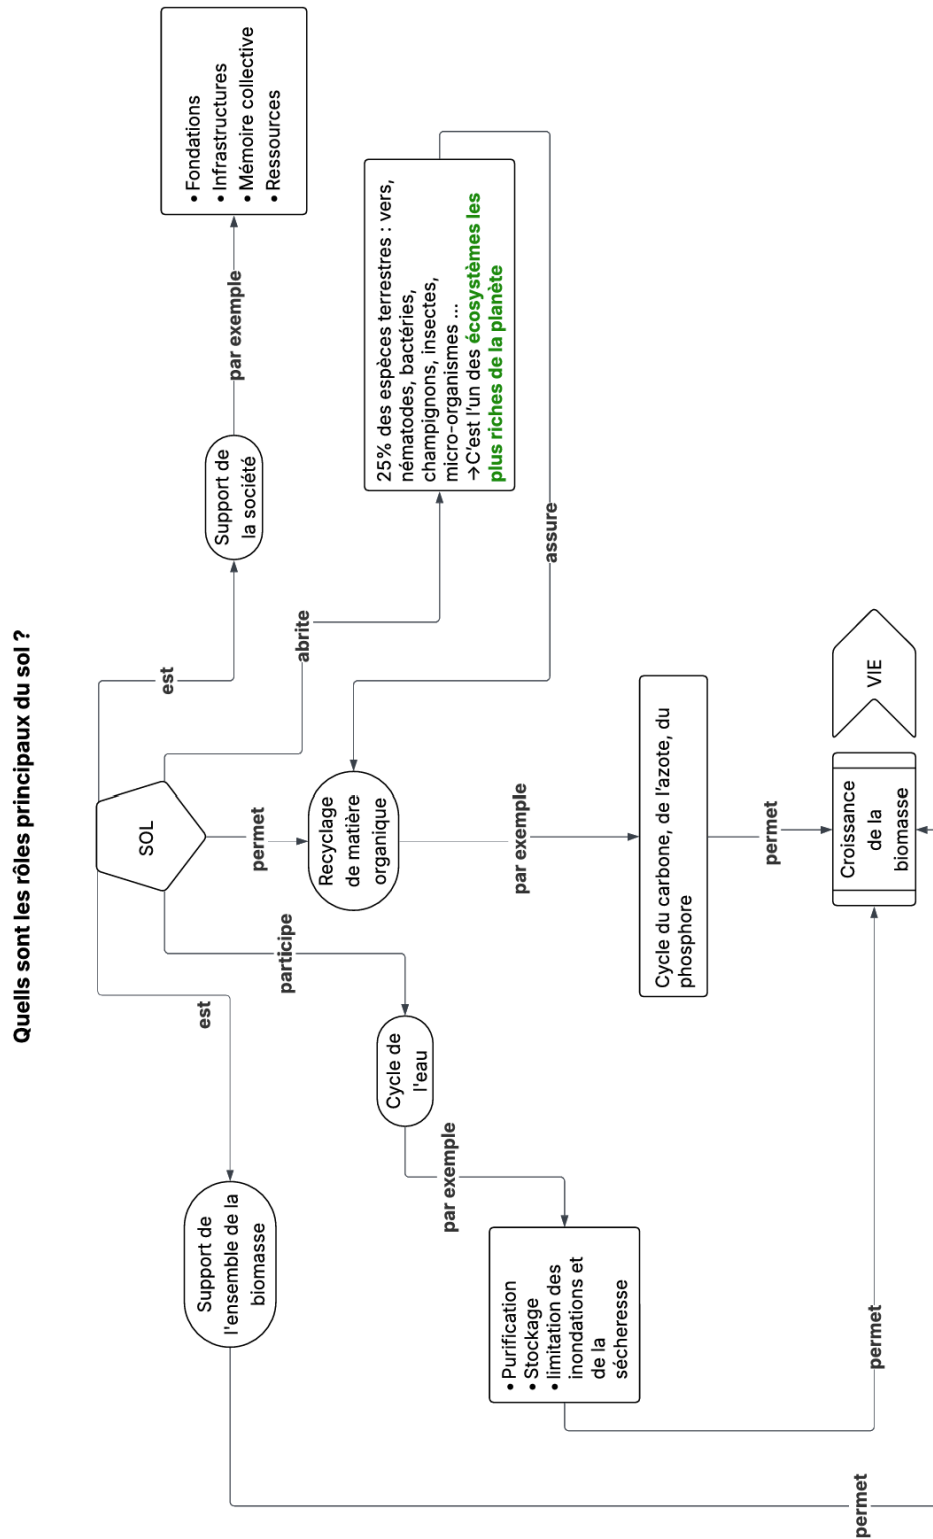 Quells sont les rôles principaux du sol ?
SOL
est
est
participe
permet
abrite
Support de
l'ensemble de la
biomasse
Cycle de
l'eau
Recyclage
de matière
organique
Support de
la société
par exemple
• Fondations
• Infrastructures
• Mémoire collective
• Ressources
25% des espèces terrestres : vers,
nématodes, bactéries,
champignons, insectes,
micro-organismes ...
→C'est l'un des écosystèmes les
plus riches de la planète
assure
par exemple
• Purification
• Stockage
• limitation des
inondations et
de la
sécheresse
par exemple
Cycle du carbone, de l'azote, du
phosphore
permet
permet
permet
Croissance
de la
biomasse
VIE